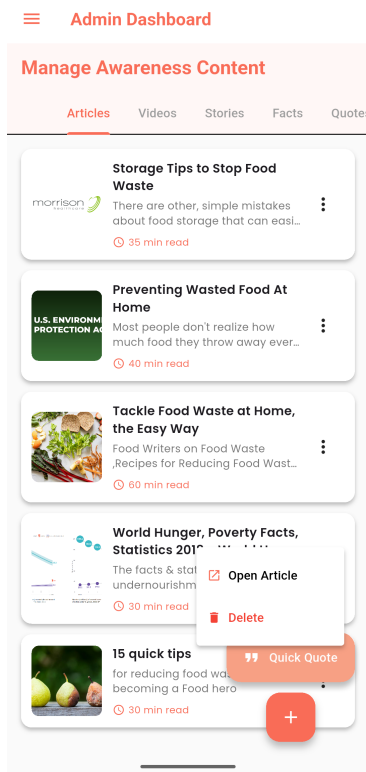 Admin Dashboard
Manage Awareness Content
Articles Videos Stories Facts Quotes
Storage Tips to Stop Food
Waste
morrison
healthcare
There are other, simple mistakes
about food storage that can easi…
35 min read
Preventing Wasted Food At
Home
U.S. ENVIRONM
PROTECTION AG
Most people don't realize how
much food they throw away ever…
40 min read
Tackle Food Waste at Home,
the Easy Way
Food Writers on Food Waste
,Recipes for Reducing Food Wast…
60 min read
World Hunger, Poverty Facts,
Statistics
The facts & stat
undernourishm
30 min read
Open Article
Delete
Quick Quote
15 quick tips
for reducing food was
becoming a Food hero
30 min read